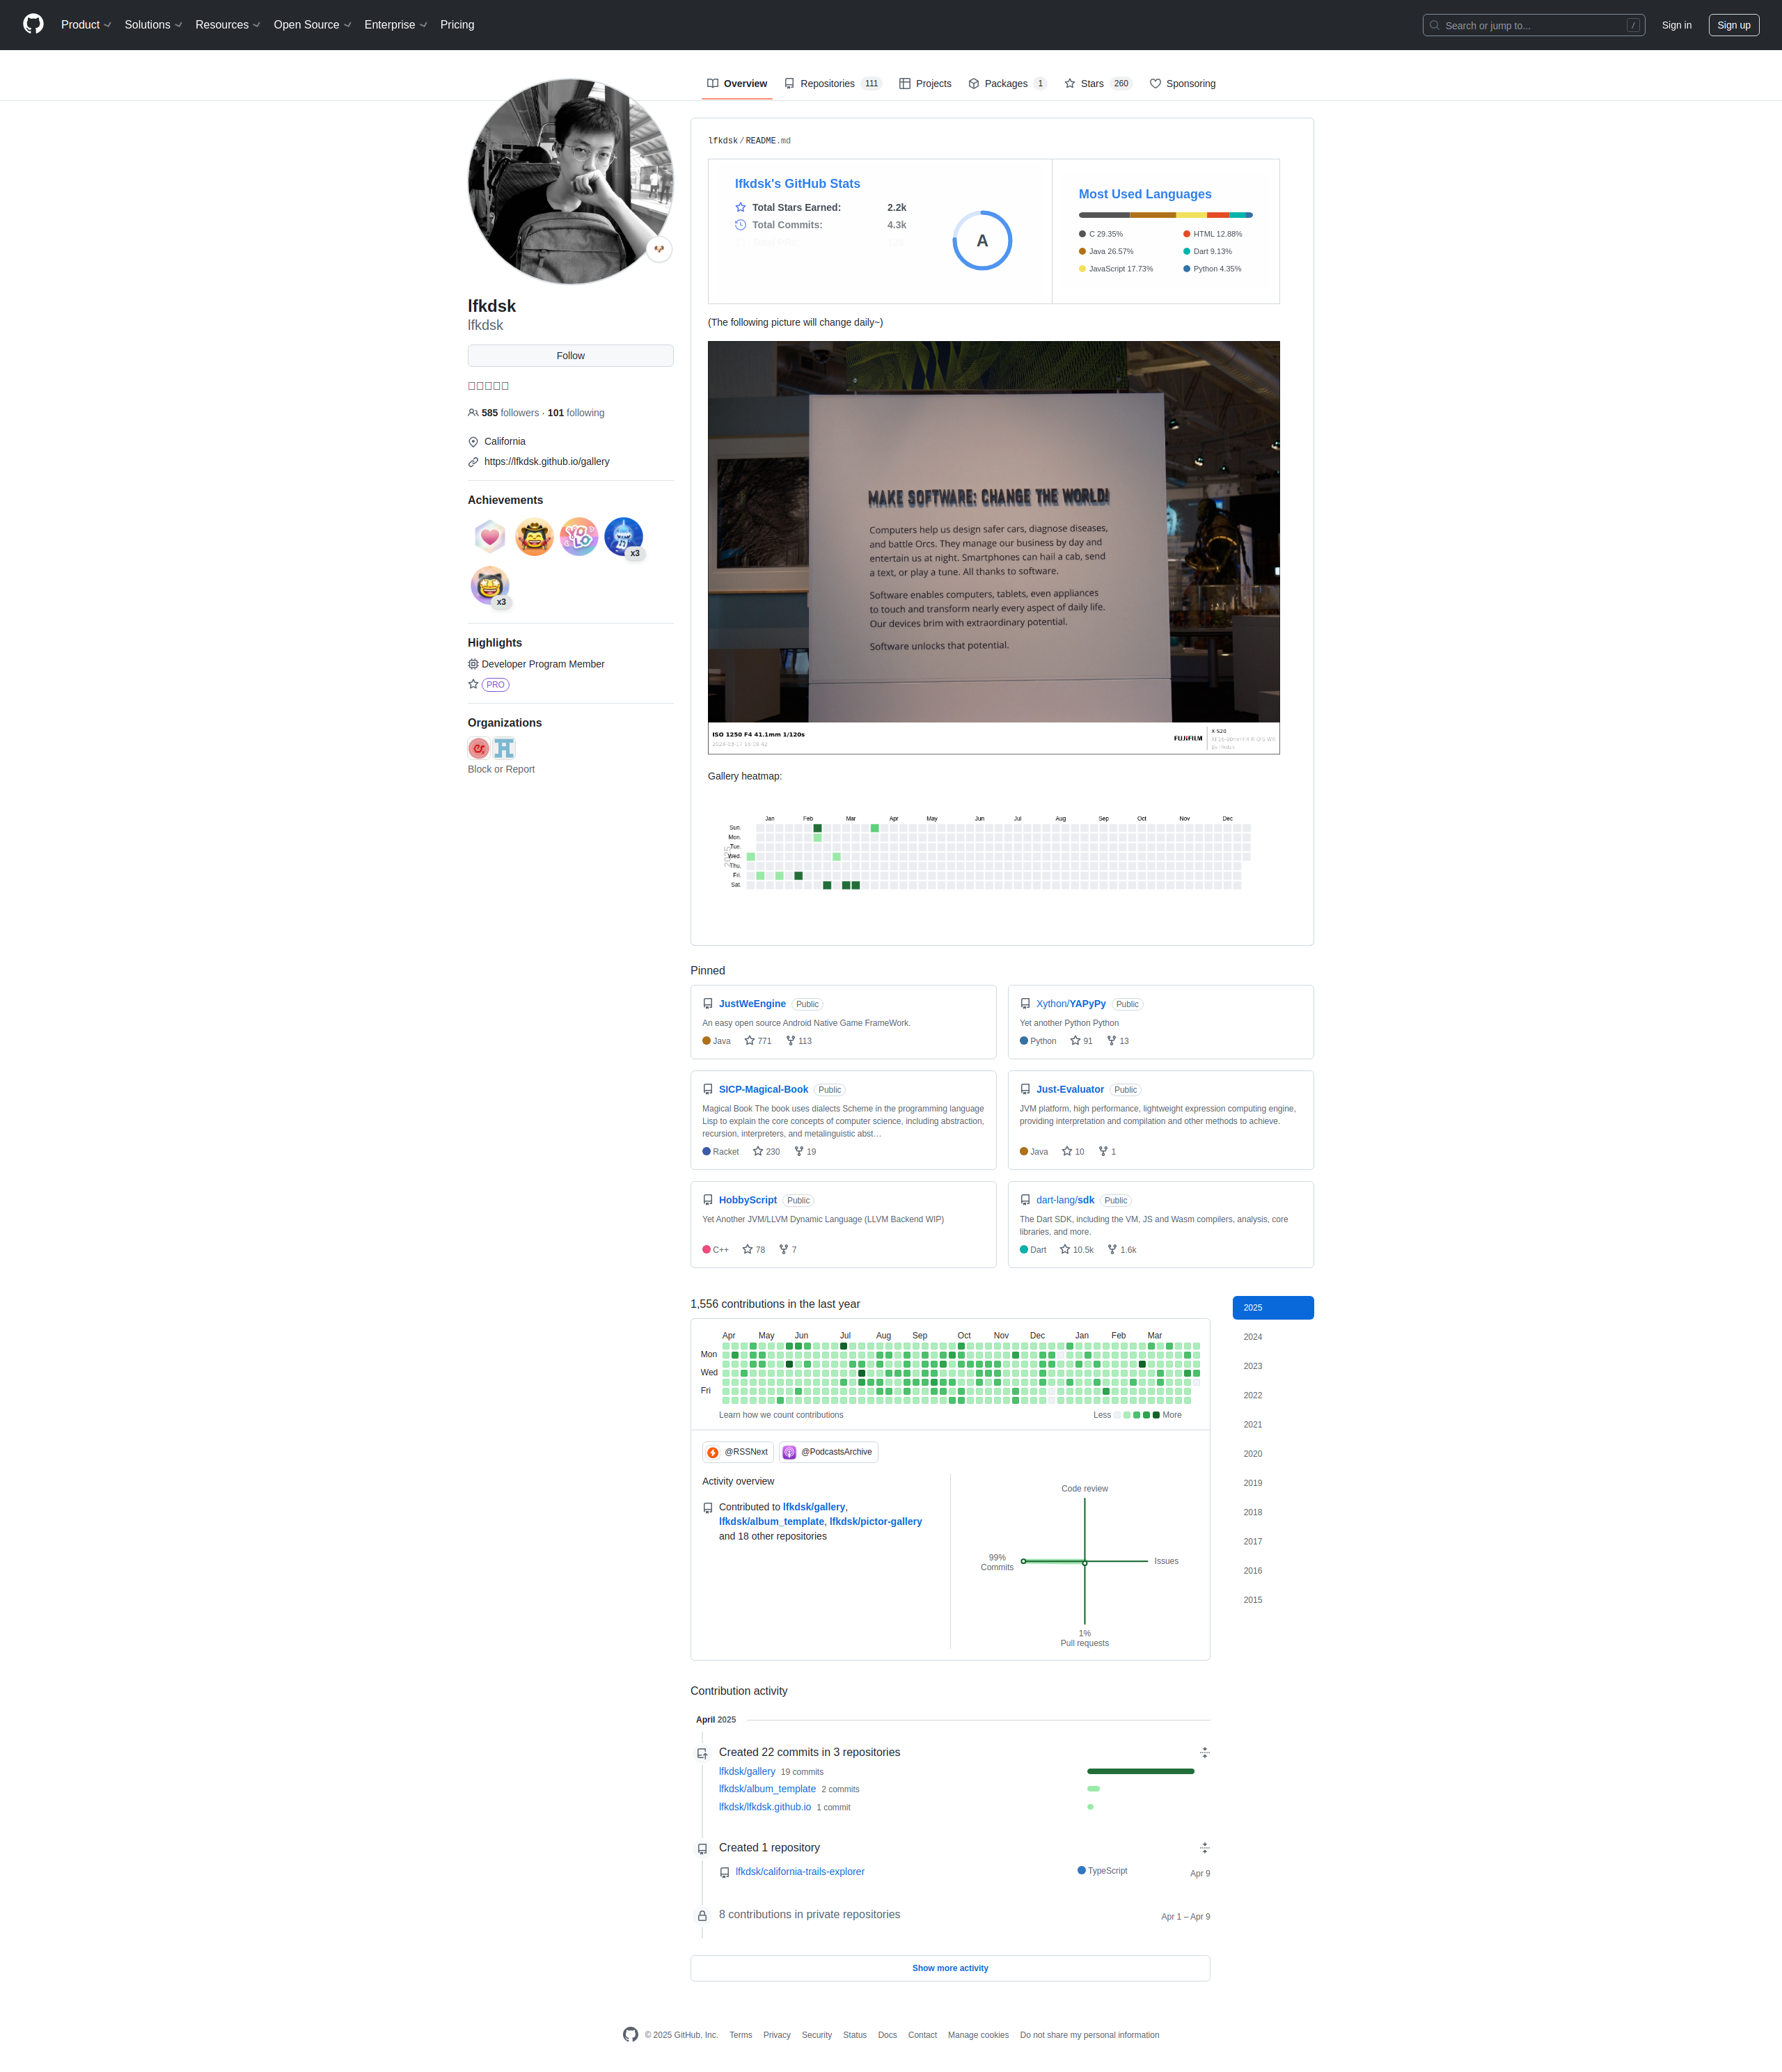 Product
Solutions
Resources
Open Source
Enterprise
Pricing
Search or jump to...
/
Sign in
Sign up
Overview
Repositories 111
Projects
Packages 1
Stars 260
Sponsoring
lfkdsk
lfkdsk
Follow
585 followers · 101 following
California
https://lfkdsk.github.io/gallery
Achievements
YOLO
x3
x3
Highlights
Developer Program Member
PRO
Organizations
Block or Report
lfkdsk / README.md
lfkdsk's GitHub Stats
Total Stars Earned: 2.2k
Total Commits: 4.3k
A
Most Used Languages
C 29.35%
Java 26.57%
JavaScript 17.73%
HTML 12.88%
Dart 9.13%
Python 4.35%
(The following picture will change daily~)
MAKE SOFTWARE: CHANGE THE WORLD!
Computers help us design safer cars, diagnose diseases,
and battle Orcs. They manage our business by day and
entertain us at night. Smartphones can hail a cab, send
a text, or play a tune. All thanks to software.
Software enables computers, tablets, even appliances
to touch and transform nearly every aspect of daily life.
Our devices brim with extraordinary potential.
Software unlocks that potential.
ISO 1250 F4 41.1mm 1/120s
FUJIFILM
X-S20
Gallery heatmap:
Jan Feb Mar Apr May Jun Jul Aug Sep Oct Nov Dec
2025
Sun.
Mon.
Tue.
Wed.
Thu.
Fri.
Sat.
Pinned
JustWeEngine Public
An easy open source Android Native Game FrameWork.
Java 771 113
Xython/YAPyPy Public
Yet another Python Python
Python 91 13
SICP-Magical-Book Public
Magical Book The book uses dialects Scheme in the programming language
Lisp to explain the core concepts of computer science, including abstraction,
recursion, interpreters, and metalinguistic abst…
Racket 230 19
Just-Evaluator Public
JVM platform, high performance, lightweight expression computing engine,
providing interpretation and compilation and other methods to achieve.
Java 10 1
HobbyScript Public
Yet Another JVM/LLVM Dynamic Language (LLVM Backend WIP)
C++ 78 7
dart-lang/sdk Public
The Dart SDK, including the VM, JS and Wasm compilers, analysis, core
libraries, and more.
Dart 10.5k 1.6k
1,556 contributions in the last year
Apr May Jun Jul Aug Sep Oct Nov Dec Jan Feb Mar
Mon
Wed
Fri
Learn how we count contributions
Less More
@RSSNext
@PodcastsArchive
Activity overview
Contributed to lfkdsk/gallery,
lfkdsk/album_template, lfkdsk/pictor-gallery
and 18 other repositories
Code review
99%
Commits
Issues
1%
Pull requests
2025
2024
2023
2022
2021
2020
2019
2018
2017
2016
2015
Contribution activity
April 2025
Created 22 commits in 3 repositories
lfkdsk/gallery 19 commits
lfkdsk/album_template 2 commits
lfkdsk/lfkdsk.github.io 1 commit
Created 1 repository
lfkdsk/california-trails-explorer TypeScript Apr 9
8 contributions in private repositories Apr 1 – Apr 9
Show more activity
© 2025 GitHub, Inc.
Terms
Privacy
Security
Status
Docs
Contact
Manage cookies
Do not share my personal information